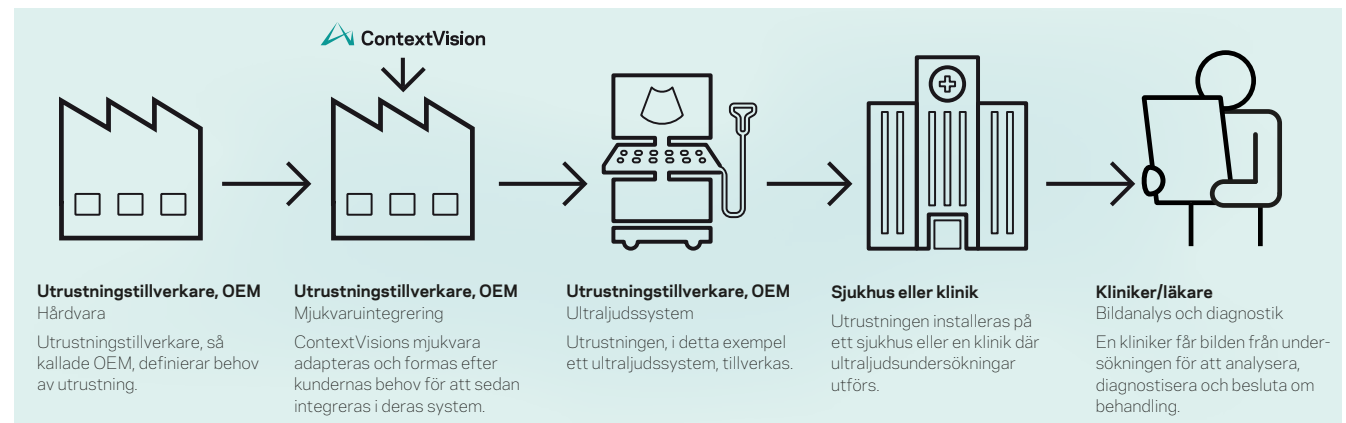 ContextVision
Utrustningstillverkare, OEM
Hårdvara
Utrustningstillverkare, så
kallade OEM, definierar behov
av utrustning.
Utrustningstillverkare, OEM
Mjukvaruintegrering
ContextVisions mjukvara
adapteras och formas efter
kundernas behov för att sedan
integreras i deras system.
Utrustningstillverkare, OEM
Ultraljudssystem
Utrustningen, i detta exempel
ett ultraljudssystem, tillverkas.
Sjukhus eller klinik
Utrustningen installeras på
ett sjukhus eller en klinik där
ultraljudsundersökningar
utförs.
Kliniker/läkare
Bildanalys och diagnostik
En kliniker får bilden från under-
sökningen för att analysera,
diagnostisera och besluta om
behandling.